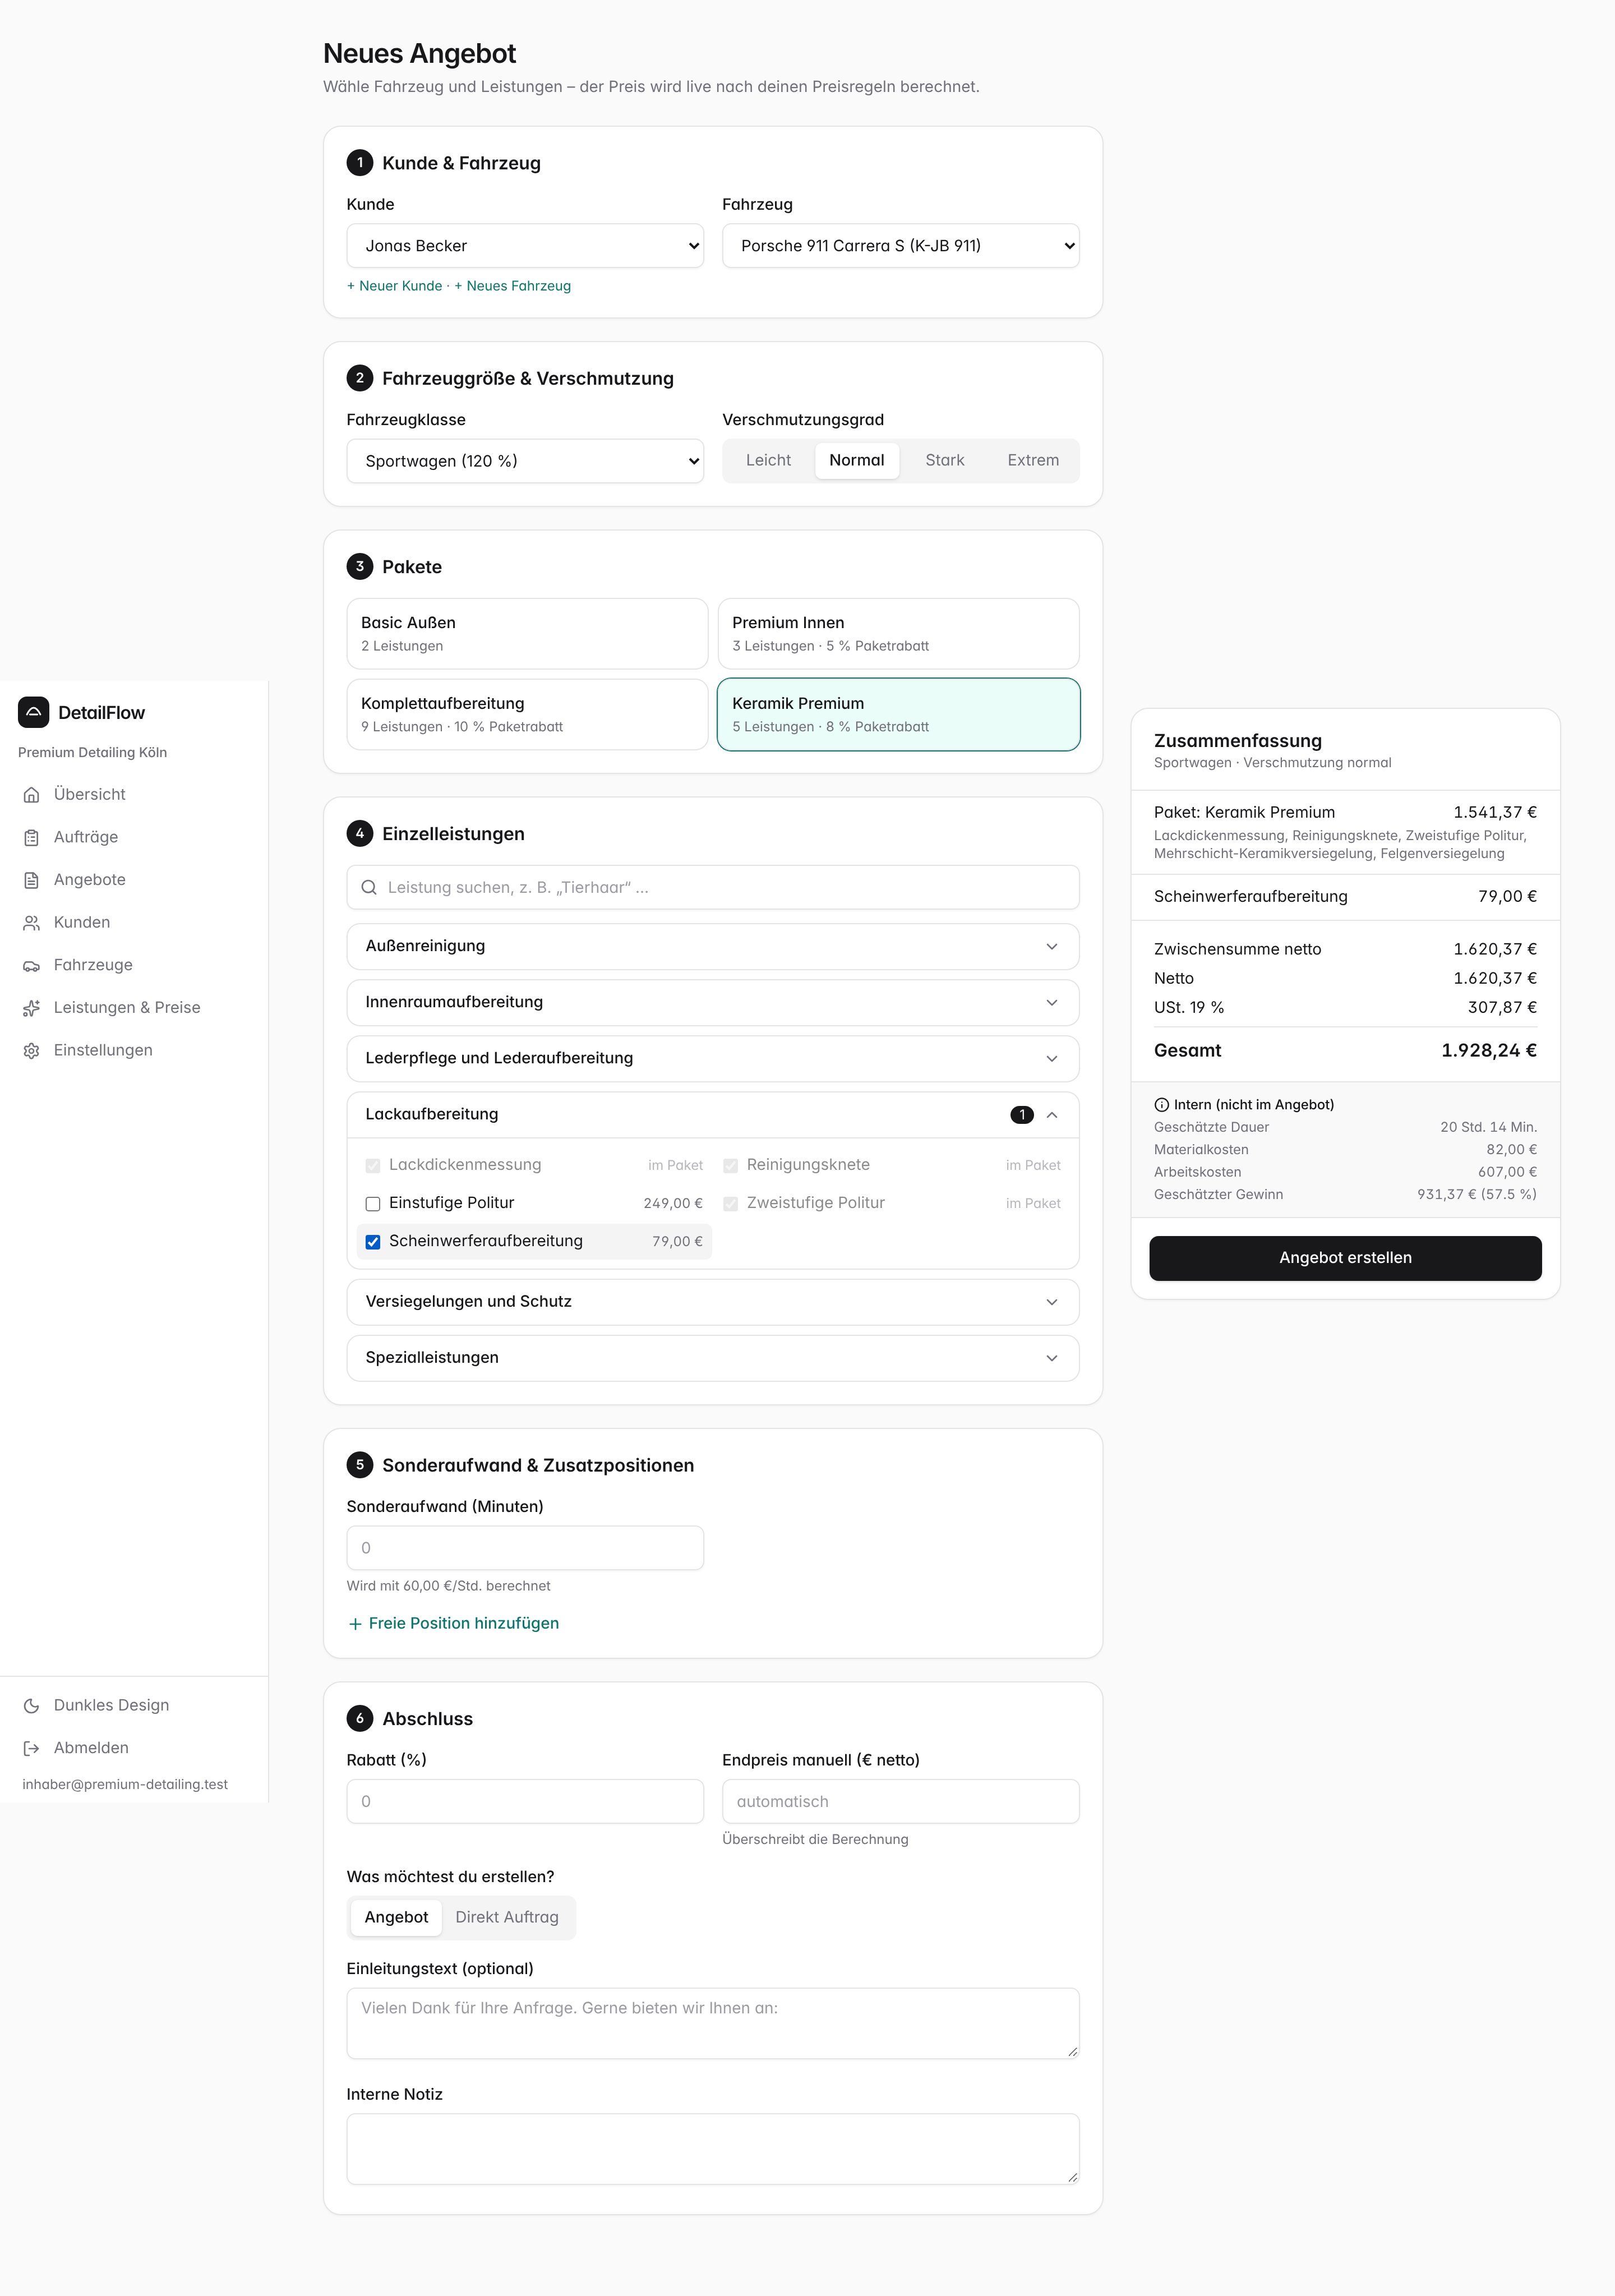 Neues Angebot
Wähle Fahrzeug und Leistungen – der Preis wird live nach deinen Preisregeln berechnet.
1 Kunde & Fahrzeug
Kunde
Jonas Becker
Fahrzeug
Porsche 911 Carrera S (K-JB 911)
+ Neuer Kunde · + Neues Fahrzeug
2 Fahrzeuggröße & Verschmutzung
Fahrzeugklasse
Sportwagen (120 %)
Verschmutzungsgrad
Leicht Normal Stark Extrem
3 Pakete
Basic Außen
2 Leistungen
Premium Innen
3 Leistungen · 5 % Paketrabatt
Komplettaufbereitung
9 Leistungen · 10 % Paketrabatt
Keramik Premium
5 Leistungen · 8 % Paketrabatt
4 Einzelleistungen
Leistung suchen, z. B. „Tierhaar“ ...
Außenreinigung
Innenraumaufbereitung
Lederpflege und Lederaufbereitung
Lackaufbereitung 1
Lackdickenmessung im Paket
Reinigungsknete im Paket
Einstufige Politur 249,00 €
Zweistufige Politur im Paket
Scheinwerferaufbereitung 79,00 €
Versiegelungen und Schutz
Spezialleistungen
5 Sonderaufwand & Zusatzpositionen
Sonderaufwand (Minuten)
0
Wird mit 60,00 €/Std. berechnet
+ Freie Position hinzufügen
6 Abschluss
Rabatt (%)
0
Endpreis manuell (€ netto)
automatisch
Überschreibt die Berechnung
Was möchtest du erstellen?
Angebot Direkt Auftrag
Einleitungstext (optional)
Vielen Dank für Ihre Anfrage. Gerne bieten wir Ihnen an:
Interne Notiz
DetailFlow
Premium Detailing Köln
Übersicht
Aufträge
Angebote
Kunden
Fahrzeuge
Leistungen & Preise
Einstellungen
Dunkles Design
Abmelden
inhaber@premium-detailing.test
Zusammenfassung
Sportwagen · Verschmutzung normal
Paket: Keramik Premium 1.541,37 €
Lackdickenmessung, Reinigungsknete, Zweistufige Politur,
Mehrschicht-Keramikversiegelung, Felgenversiegelung
Scheinwerferaufbereitung 79,00 €
Zwischensumme netto 1.620,37 €
Netto 1.620,37 €
USt. 19 % 307,87 €
Gesamt 1.928,24 €
Intern (nicht im Angebot)
Geschätzte Dauer 20 Std. 14 Min.
Materialkosten 82,00 €
Arbeitskosten 607,00 €
Geschätzter Gewinn 931,37 € (57.5 %)
Angebot erstellen